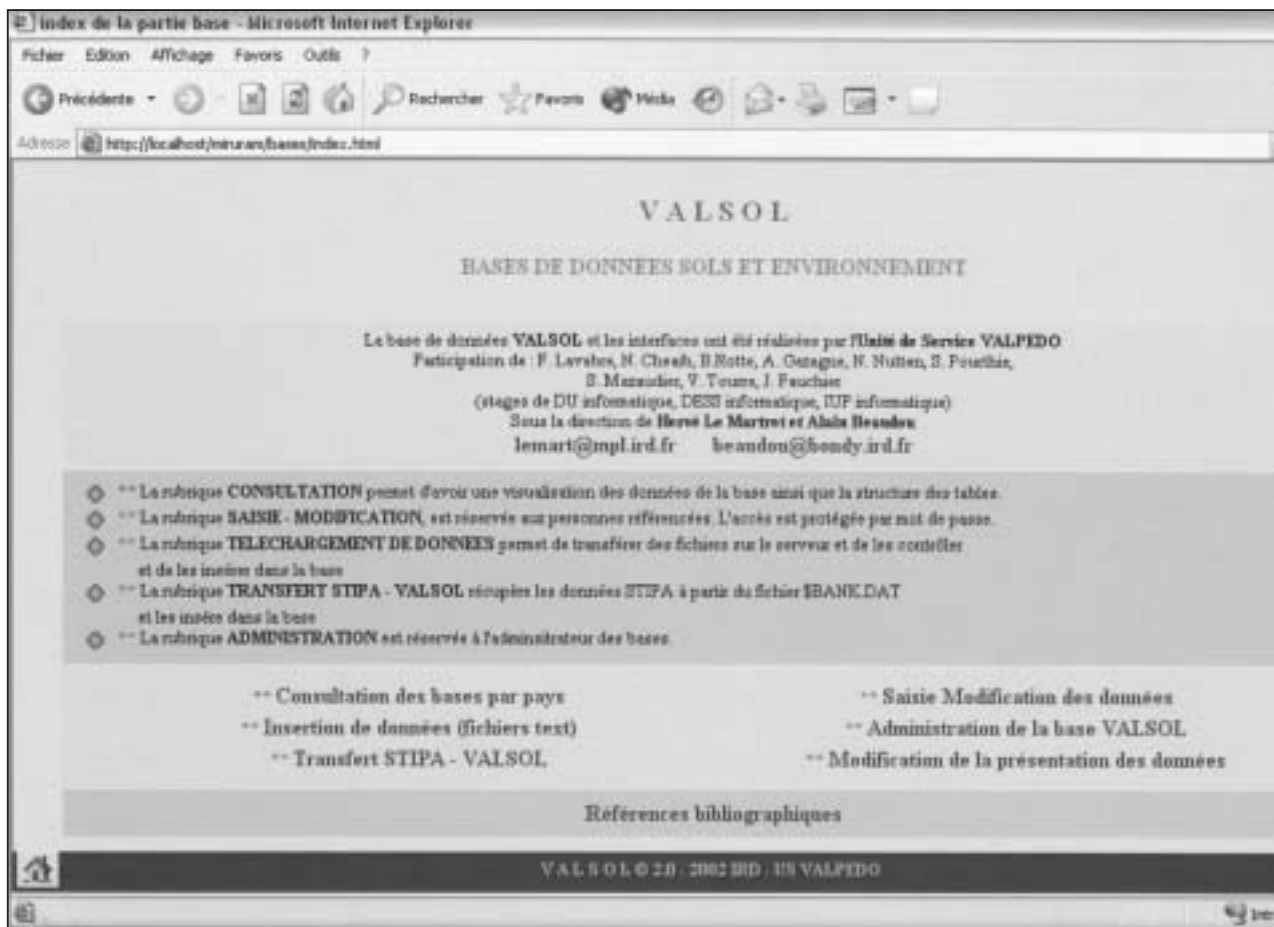 index de la partie base - Microsoft Internet Explorer
Fichier Edition Affichage Favoris Outils ?
Précédente Rechercher Favoris Média
Adresse http://localhost/miruram/bases/index.html
VALSOL
BASES DE DONNEES SOLS ET ENVIRONNEMENT
La base de données VALSOL et les interfaces ont été réalisées par l'Unité de Service VALPEDO
Participation de : F. Lavabre, N. Cheaib, B.Rotte, A. Gazagne, N. Nutten, S. Pourthie,
S. Mazaudier, V. Toums, J. Fauchier
(stages de DU informatique, DESS informatique, IUP informatique)
Sous la direction de Hervé Le Martret et Alain Beaudou
lemart@mpl.ird.fr beaudou@bondy.ird.fr
** La rubrique CONSULTATION permet d'avoir une visualisation des données de la base ainsi que la structure des tables.
** La rubrique SAISIE - MODIFICATION, est réservée aux personnes référencées. L'accès est protégée par mot de passe.
** La rubrique TELECHARGEMENT DE DONNEES permet de transférer des fichiers sur le serveur et de les contrôler
et de les insérer dans la base
** La rubrique TRANSFERT STIPA - VALSOL récupère les données STIPA à partir du fichier $BANK.DAT
et les insère dans la base
** La rubrique ADMINISTRATION est réservée à l'adminsitrateur des bases.
** Consultation des bases par pays
** Saisie Modification des données
** Insertion de données (fichiers text)
** Administration de la base VALSOL
** Transfert STIPA - VALSOL
** Modification de la présentation des données
Références bibliographiques
VALSOL © 2.0 - 2002 IRD - US VALPEDO